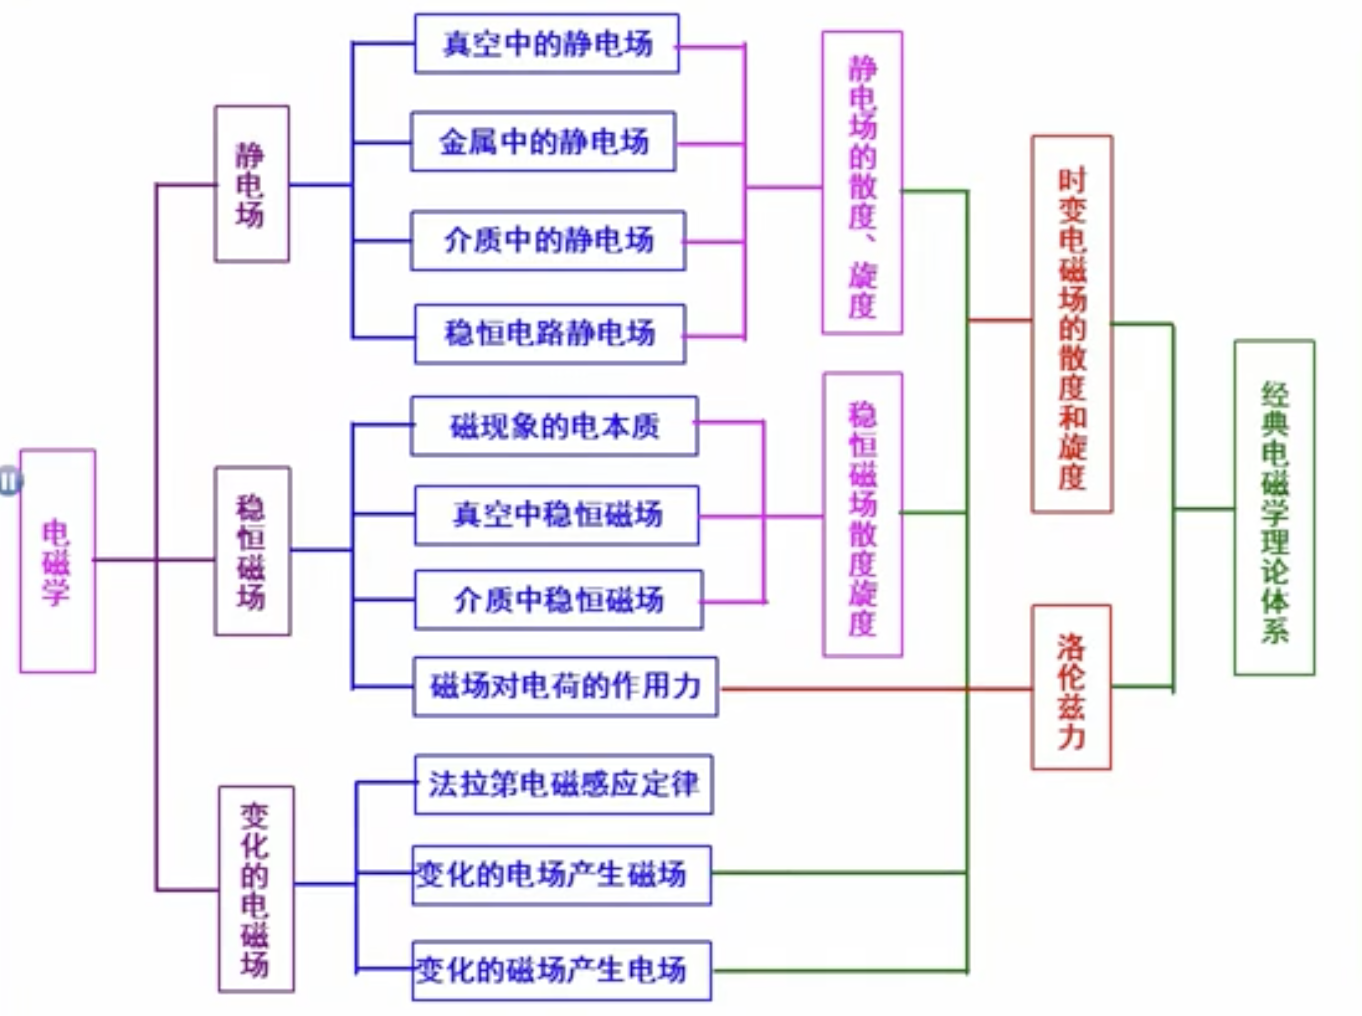 电磁学
静电场
稳恒磁场
变化的电磁场
真空中的静电场
金属中的静电场
介质中的静电场
稳恒电路静电场
磁现象的电本质
真空中稳恒磁场
介质中稳恒磁场
磁场对电荷的作用力
法拉第电磁感应定律
变化的电场产生磁场
变化的磁场产生电场
静电场的散度、旋度
稳恒磁场散度旋度
时变电磁场的散度和旋度
洛伦兹力
经典电磁学理论体系